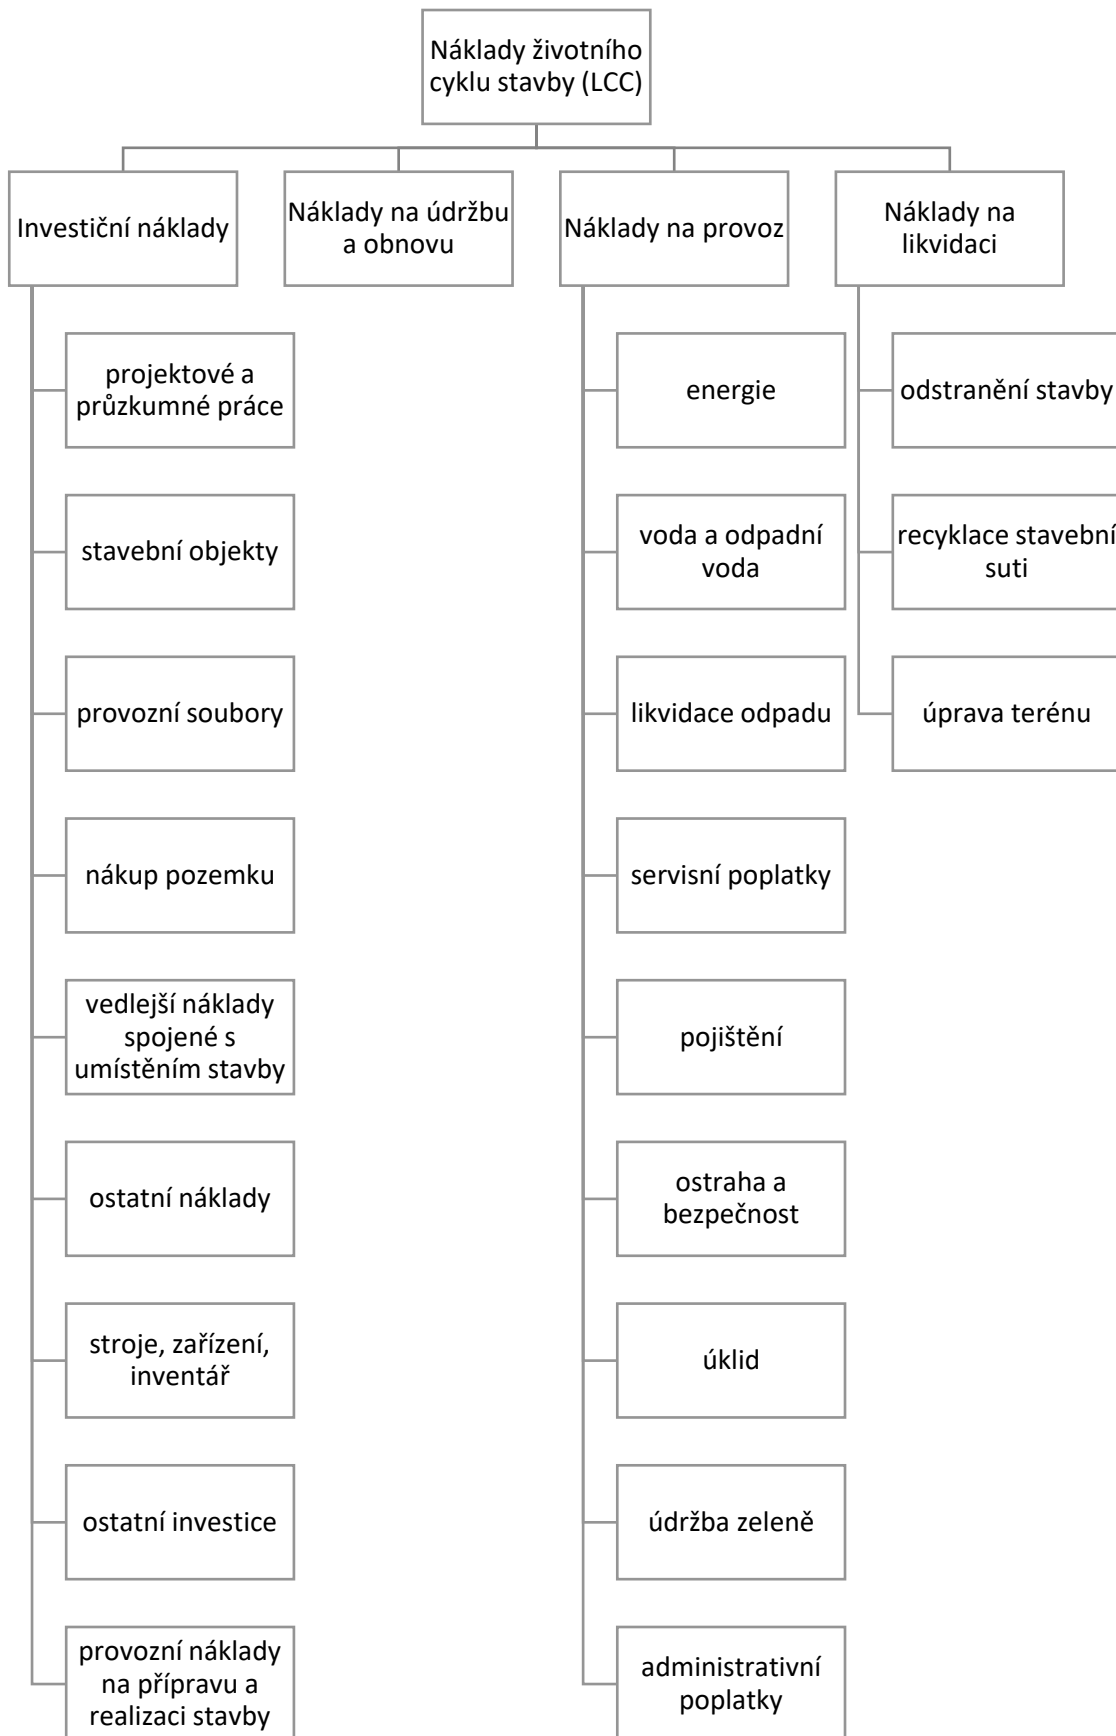 Náklady životního
cyklu stavby (LCC)
Investiční náklady
projektové a
průzkumné práce
stavební objekty
provozní soubory
nákup pozemku
vedlejší náklady
spojené s
umístěním stavby
ostatní náklady
stroje, zařízení,
inventář
ostatní investice
provozní náklady
na přípravu a
realizaci stavby
Náklady na údržbu
a obnovu
Náklady na provoz
energie
voda a odpadní
voda
likvidace odpadu
servisní poplatky
pojištění
ostraha a
bezpečnost
úklid
údržba zeleně
administrativní
poplatky
Náklady na
likvidaci
odstranění stavby
recyklace stavební
suti
úprava terénu